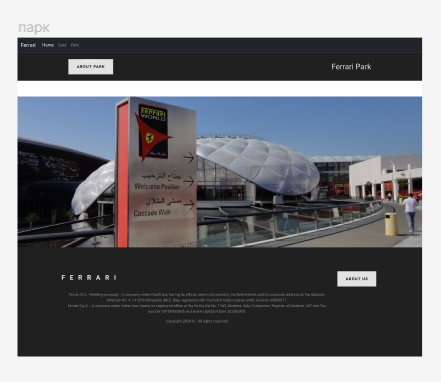 парк
Ferrari Home Cars Park
ABOUT PARK
Ferrari Park
FERRARI
WORLD
جناح الترحيب
Welcome Pavilion
ممشى الشلال
Cascade Walk
FERRARI
ABOUT US
Ferrari N.V. - Holding company - A company under Dutch law, having its official seat in Amsterdam, the Netherlands and its corporate address at Via Abetone
Inferiore No. 4, I-41053 Maranello (MO), Italy, registered with the Dutch trade register under number
Ferrari S.p.A. - A company under Italian law, having its registered office at Via Emilia Est No. 1163, Modena, Italy, Companies' Register of Modena, VAT and Tax
number and share capital of Euro
Copyright 2024 © - All rights reserved